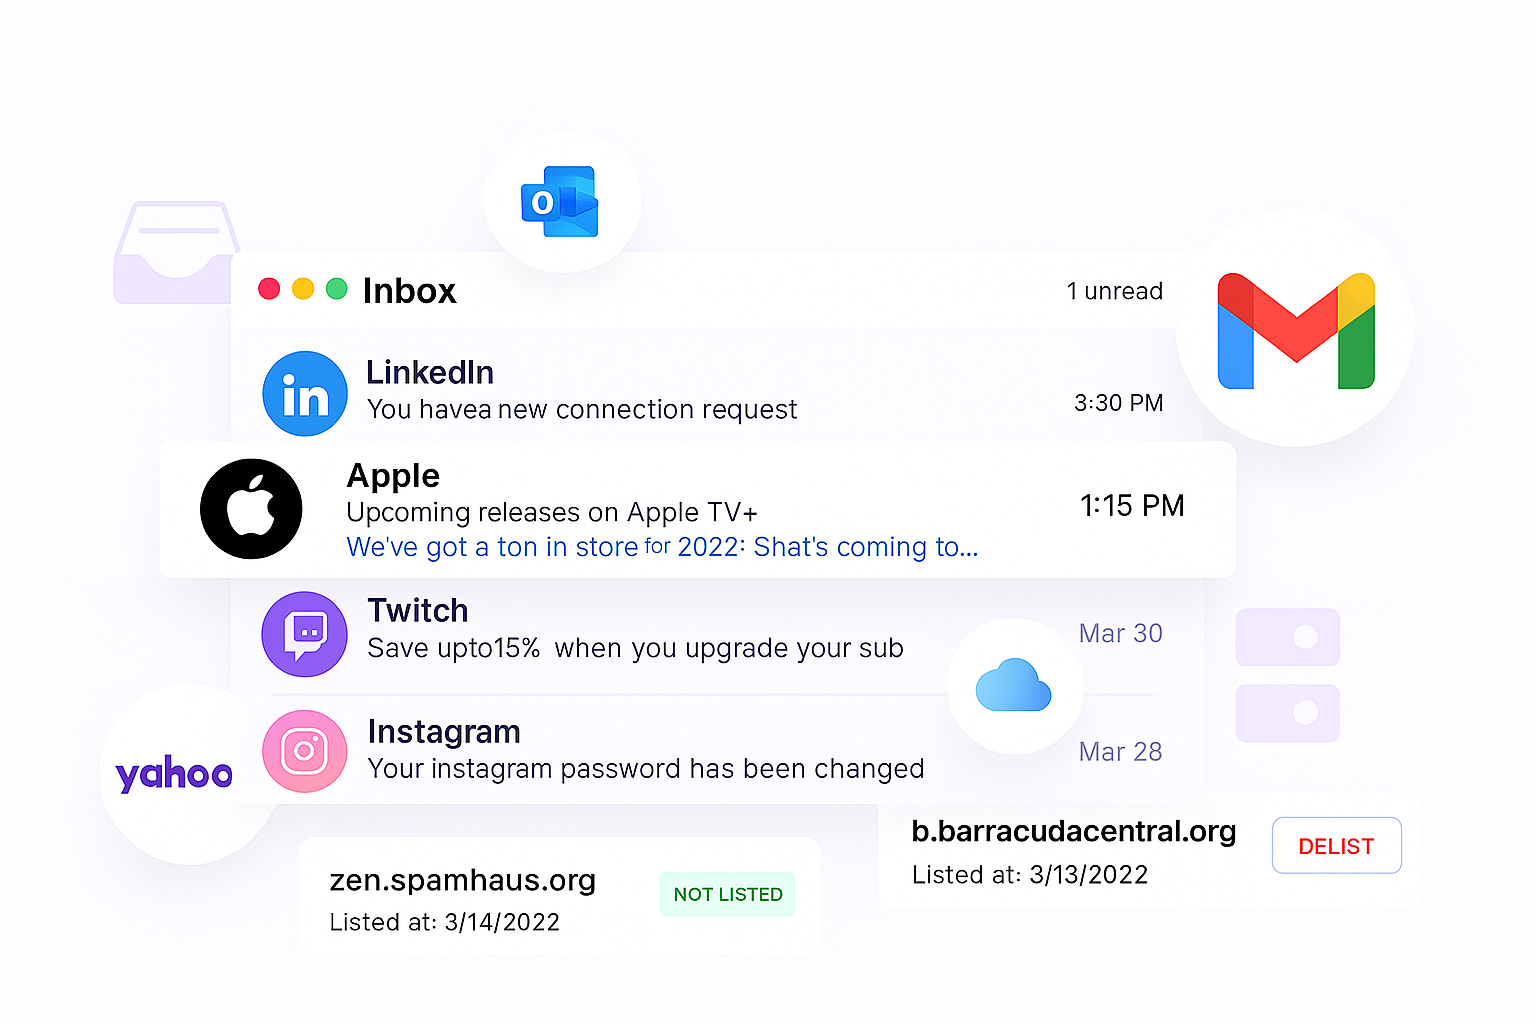 O
Inbox
1 unread
in
LinkedIn
You havea new connection request
3:30 PM
Apple
Upcoming releases on Apple TV+
We've got a ton in store for 2022: Shat's coming to...
1:15 PM
Twitch
Save upto15% when you upgrade your sub
Mar 30
Instagram
Your instagram password has been changed
Mar 28
yahoo
b.barracudacentral.org
Listed at: 3/13/2022
DELIST
zen.spamhaus.org
Listed at: 3/14/2022
NOT LISTED